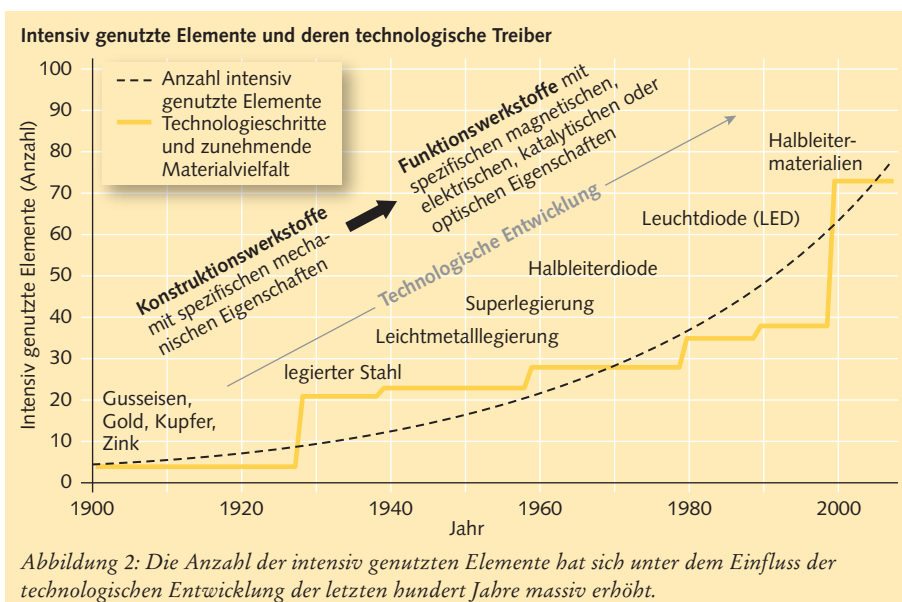 Intensiv genutzte Elemente und deren technologische Treiber
100
90
80
70
60
50
40
30
20
10
0
Intensiv genutzte Elemente (Anzahl)
Anzahl intensiv
genutzte Elemente
Technologieschritte
und zunehmende
Materialvielfalt
Konstruktionswerkstoffe
mit spezifischen mecha-
nischen Eigenschaften
Funktionswerkstoffe mit
spezifischen magnetischen,
elektrischen, katalytischen oder
optischen Eigenschaften
Technologische Entwicklung
Halbleiter-
materialien
Leuchtdiode (LED)
Halbleiterdiode
Superlegierung
Leichtmetalllegierung
legierter Stahl
Gusseisen,
Gold, Kupfer,
Zink
1900
1920
1940
1960
1980
2000
Jahr
Abbildung 2: Die Anzahl der intensiv genutzten Elemente hat sich unter dem Einfluss der
technologischen Entwicklung der letzten hundert Jahre massiv erhöht.